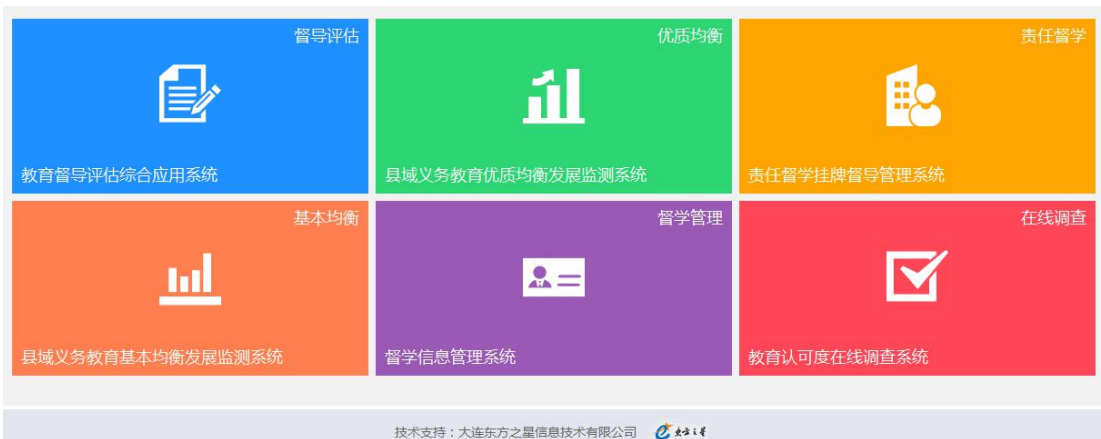 督导评估
优质均衡
责任督学
教育督导评估综合应用系统
县域义务教育优质均衡发展监测系统
责任督学挂牌督导管理系统
基本均衡
督学管理
在线调查
县域义务教育基本均衡发展监测系统
督学信息管理系统
教育认可度在线调查系统
技术支持：大连东方之星信息技术有限公司 东方之星